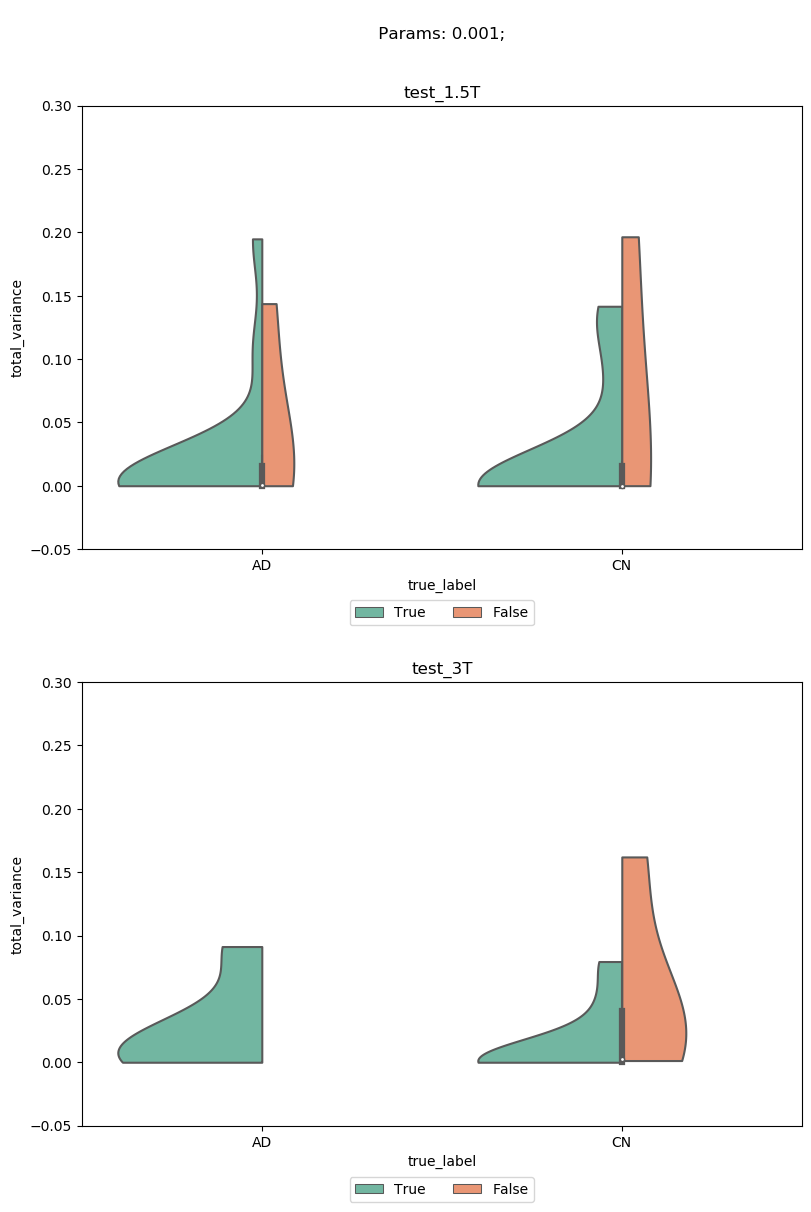 Params: 0.001;
test_1.5T
0.30
0.25
0.20
0.15
0.10
0.05
0.00
−0.05
total_variance
AD CN
true_label
True False
test_3T
0.30
0.25
0.20
0.15
0.10
0.05
0.00
−0.05
total_variance
AD CN
true_label
True False